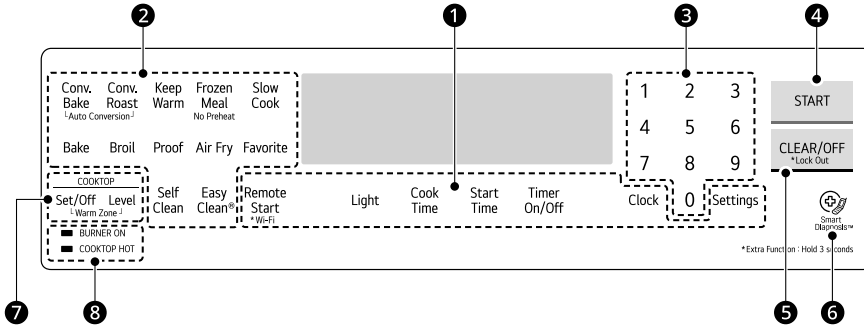 2
1
3
4
Conv. Bake
Conv. Roast
└Auto Conversion┘
Keep Warm
Frozen Meal
No Preheat
Slow Cook
Bake
Broil
Proof
Air Fry
Favorite
COOKTOP
Set/Off
Level
└Warm Zone┘
Self Clean
Easy Clean®
BURNER ON
COOKTOP HOT
Remote Start
*Wi-Fi
Light
Cook Time
Start Time
Timer On/Off
Clock
1 2 3
4 5 6
7 8 9
0
Settings
START
CLEAR/OFF
*Lock Out
Smart Diagnosis™
*Extra Function : Hold 3 seconds
7
8
5
6